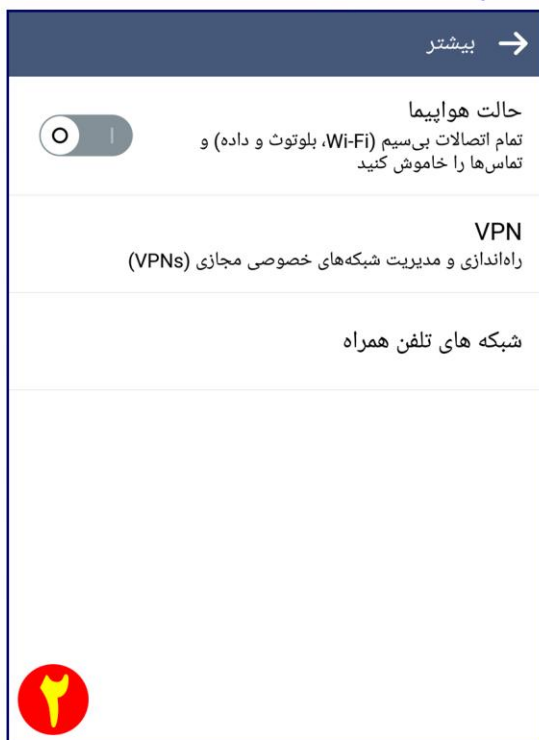 بیشتر
حالت هواپیما
تمام اتصالات بی‌سیم (Wi-Fi، بلوتوث و داده) و
تماس‌ها را خاموش کنید
VPN
راه‌اندازی و مدیریت شبکه‌های خصوصی مجازی (VPNs)
شبکه های تلفن همراه
۲